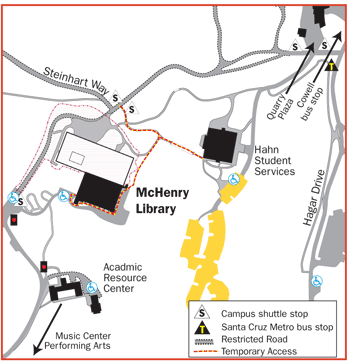 Steinhart Way
S
S
S
S
Quarry
Plaza
Cowell
bus stop
T
Hahn
Student
Services
McHenry
Library
Hagar Drive
S
Acadmic
Resource
Center
Music Center
Performing Arts
S Campus shuttle stop
T Santa Cruz Metro bus stop
Restricted Road
Temporary Access